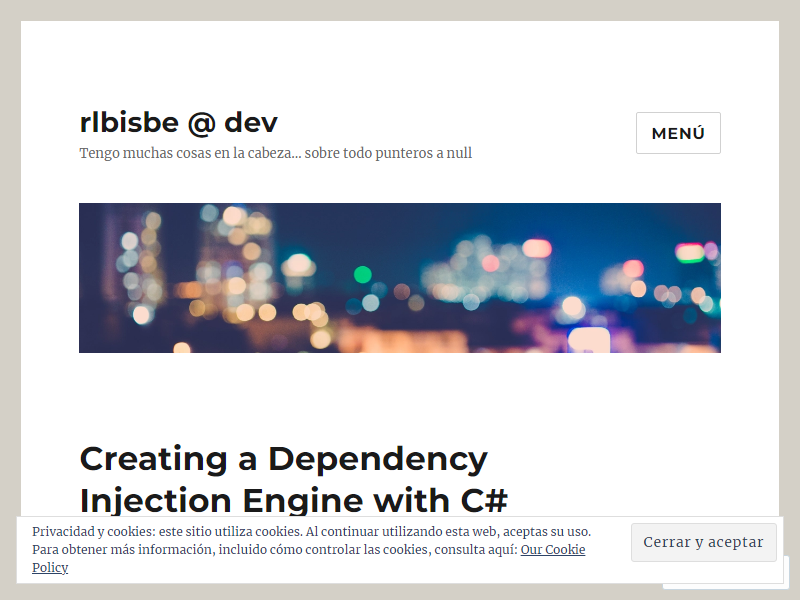 rlbisbe @ dev
Tengo muchas cosas en la cabeza… sobre todo punteros a null
MENÚ
Creating a Dependency
Injection Engine with C#
Privacidad y cookies: este sitio utiliza cookies. Al continuar utilizando esta web, aceptas su uso.
Para obtener más información, incluido cómo controlar las cookies, consulta aquí: Our Cookie
Policy
Cerrar y aceptar